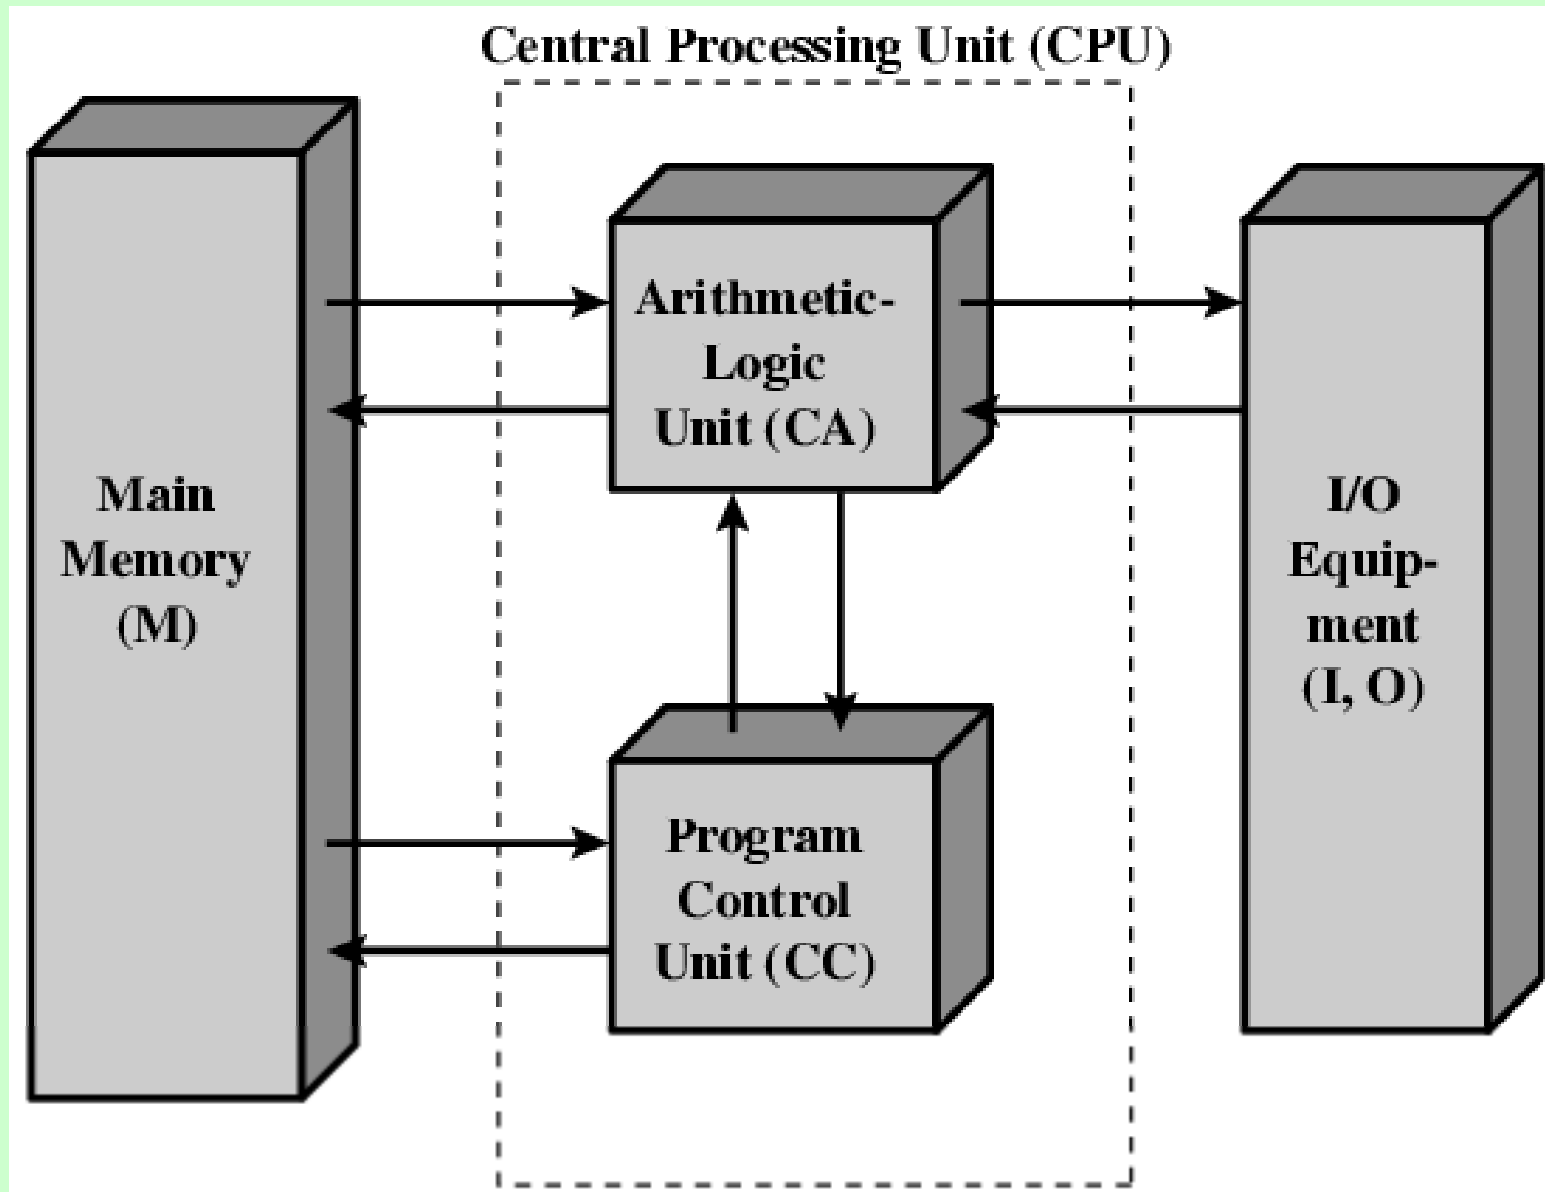 Central Processing Unit (CPU)
Main
Memory
(M)
Arithmetic-
Logic
Unit (CA)
Program
Control
Unit (CC)
I/O
Equip-
ment
(I, O)